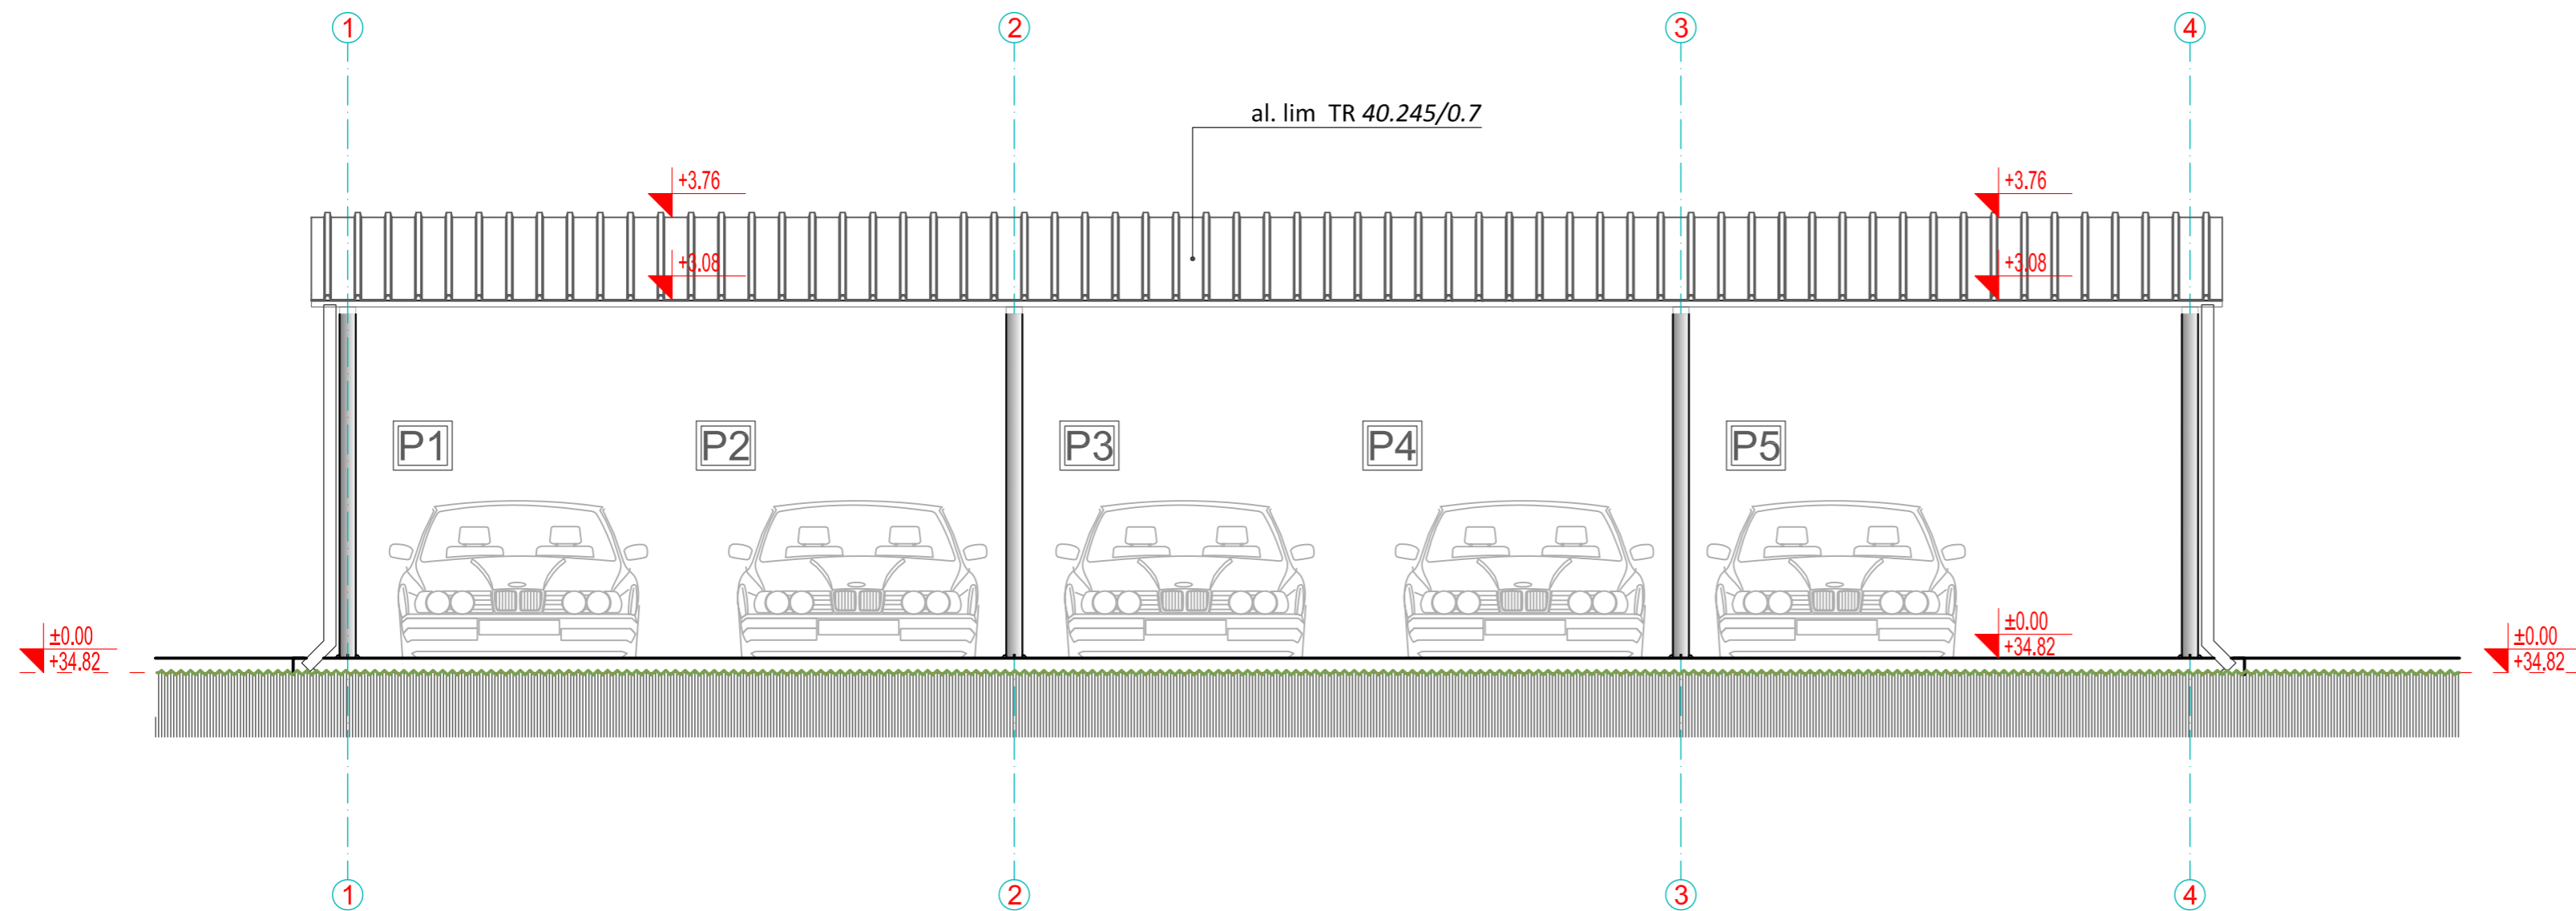 1 2 3 4
al. lim TR 40.245/0.7
+3.76 +3.76
+3.08 +3.08
P1 P2 P3 P4 P5
±0.00 ±0.00 ±0.00
+34.82 +34.82 +34.82
1 2 3 4